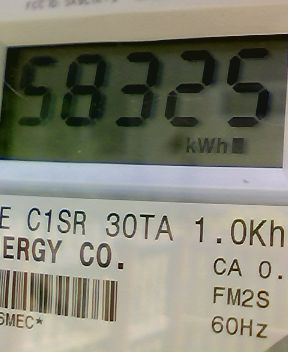 58325
kWh
E C1SR 30TA 1.0Kh
ERGY CO.
CA 0.
FM2S
6MEC*
60Hz